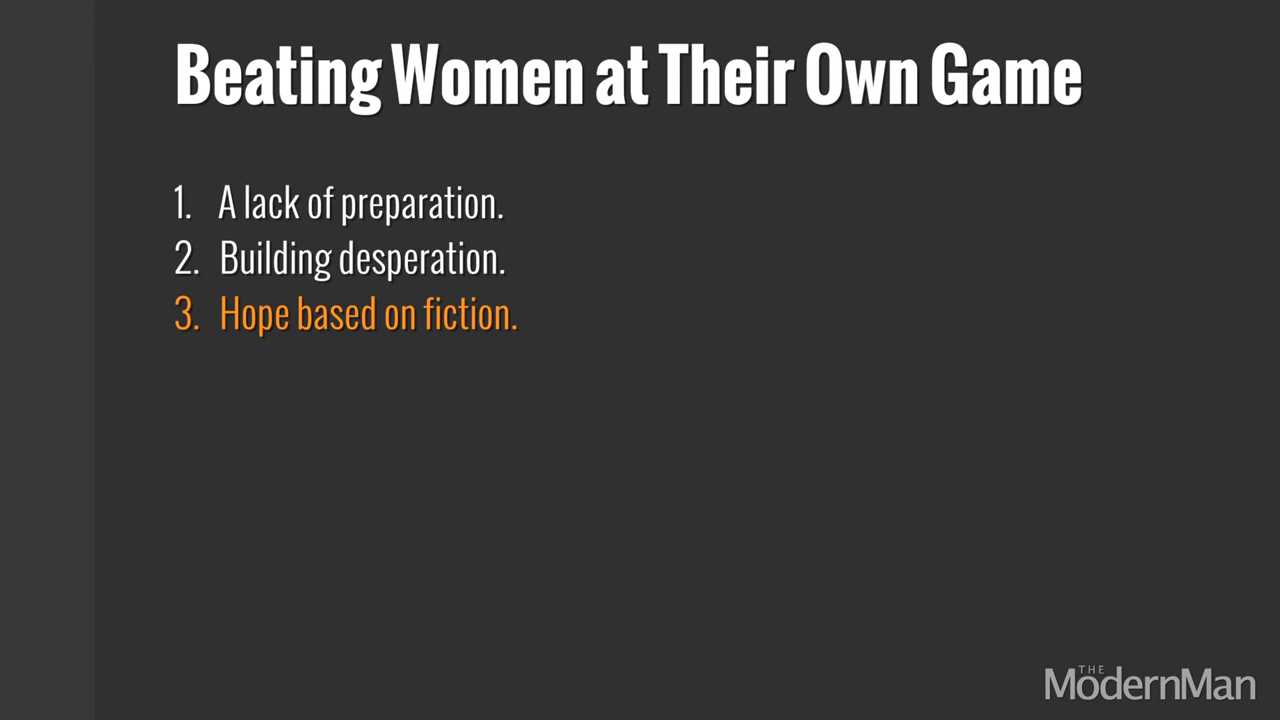 Beating Women at Their Own Game
1. A lack of preparation.
2. Building desperation.
3. Hope based on fiction.
THE
ModernMan